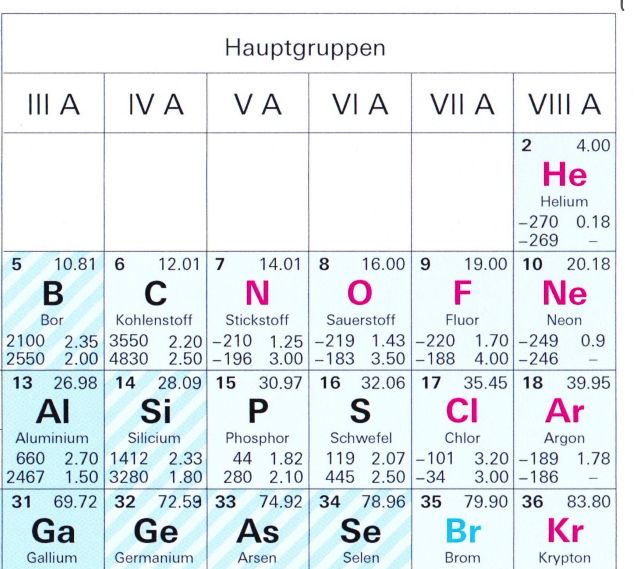 Hauptgruppen
III A IV A V A VI A VII A VIII A
2 4.00
He
Helium
−270 0.18
−269 –
5 10.81 6 12.01 7 14.01 8 16.00 9 19.00 10 20.18
B C N O F Ne
Bor Kohlenstoff Stickstoff Sauerstoff Fluor Neon
2100 2.35 3550 2.20 −210 1.25 −219 1.43 −220 1.70 −249 0.9
2550 2.00 4830 2.50 −196 3.00 −183 3.50 −188 4.00 −246 –
13 26.98 14 28.09 15 30.97 16 32.06 17 35.45 18 39.95
Al Si P S Cl Ar
Aluminium Silicium Phosphor Schwefel Chlor Argon
660 2.70 1412 2.33 44 1.82 119 2.07 −101 3.20 −189 1.78
2467 1.50 3280 1.80 280 2.10 445 2.50 −34 3.00 −186 –
31 69.72 32 72.59 33 74.92 34 78.96 35 79.90 36 83.80
Ga Ge As Se Br Kr
Gallium Germanium Arsen Selen Brom Krypton